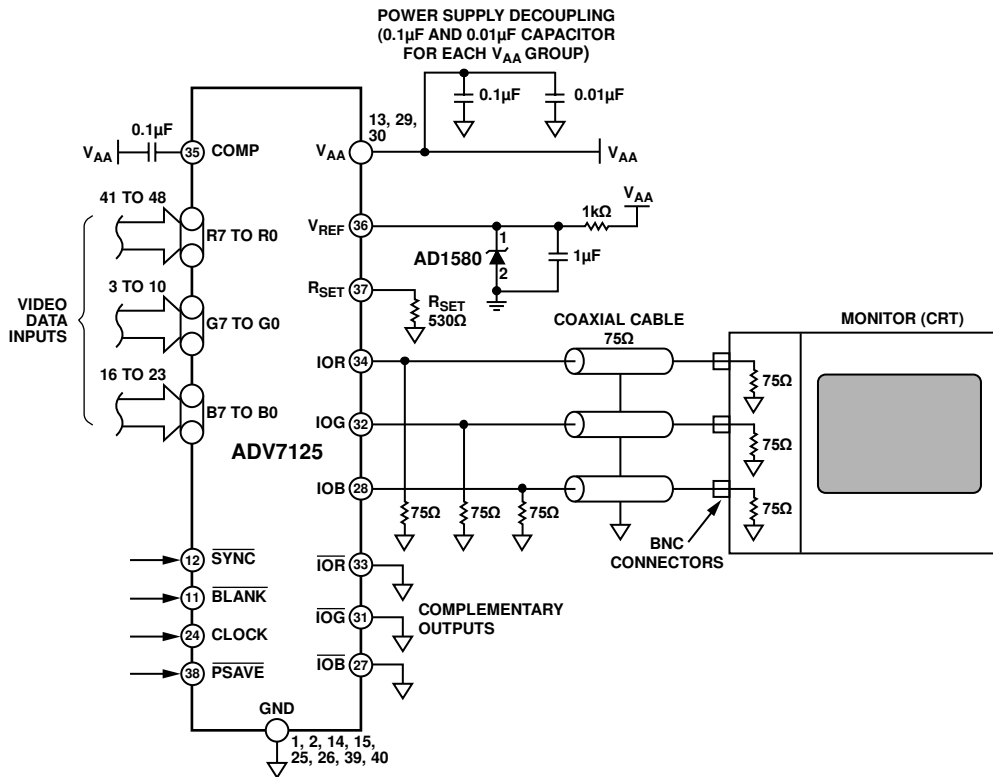 POWER SUPPLY DECOUPLING
(0.1µF AND 0.01µF CAPACITOR
FOR EACH VAA GROUP)
0.1µF
0.01µF
13, 29,
30
VAA
VAA
0.1µF
VAA
35
COMP
41 TO 48
R7 TO R0
3 TO 10
G7 TO G0
16 TO 23
B7 TO B0
VIDEO
DATA
INPUTS
ADV7125
VREF
36
1kΩ
VAA
AD1580
1
2
1µF
RSET
37
RSET
530Ω
COAXIAL CABLE
75Ω
MONITOR (CRT)
IOR
34
75Ω
IOG
32
75Ω
IOB
28
75Ω
75Ω
75Ω
75Ω
BNC
CONNECTORS
12
SYNC
11
BLANK
24
CLOCK
38
PSAVE
IOR
33
IOG
31
IOB
27
COMPLEMENTARY
OUTPUTS
GND
1, 2, 14, 15,
25, 26, 39, 40